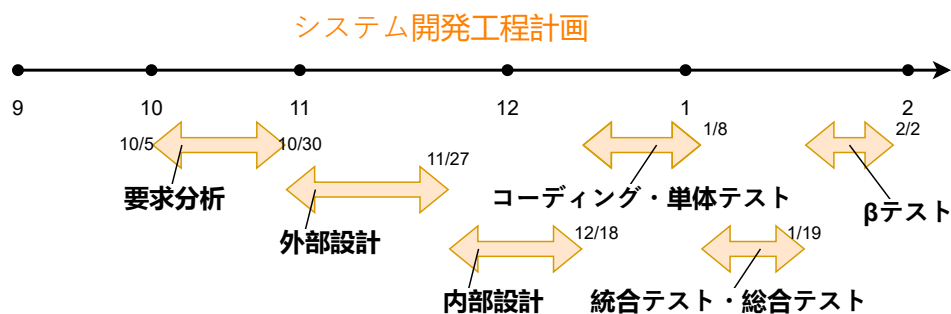 システム開発工程計画
9
10
11
12
1
2
10/5
10/30
要求分析
11/27
外部設計
12/18
内部設計
1/8
コーディング・単体テスト
1/19
統合テスト・総合テスト
2/2
βテスト